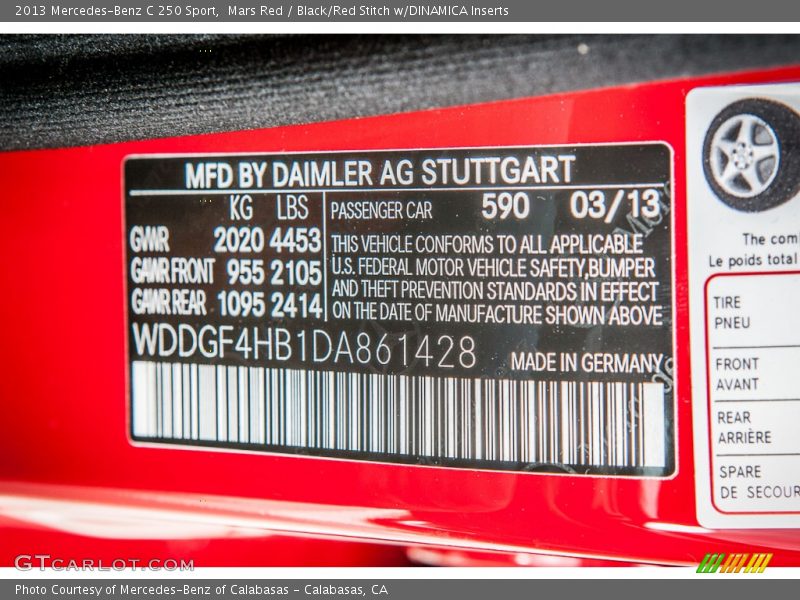 2013 Mercedes-Benz C 250 Sport, Mars Red / Black/Red Stitch w/DINAMICA Inserts
MFD BY DAIMLER AG STUTTGART
KG LBS
GVWR 2020 4453
GAWR FRONT 955 2105
GAWR REAR 1095 2414
PASSENGER CAR 590 03/13
THIS VEHICLE CONFORMS TO ALL APPLICABLE
U.S. FEDERAL MOTOR VEHICLE SAFETY,BUMPER
AND THEFT PREVENTION STANDARDS IN EFFECT
ON THE DATE OF MANUFACTURE SHOWN ABOVE
WDDGF4HB1DA861428
MADE IN GERMANY
The com
Le poids total
TIRE
PNEU
FRONT
AVANT
REAR
ARRIÈRE
SPARE
DE SECOUR
GTCARLOT.COM
Photo Courtesy of Mercedes-Benz of Calabasas - Calabasas, CA